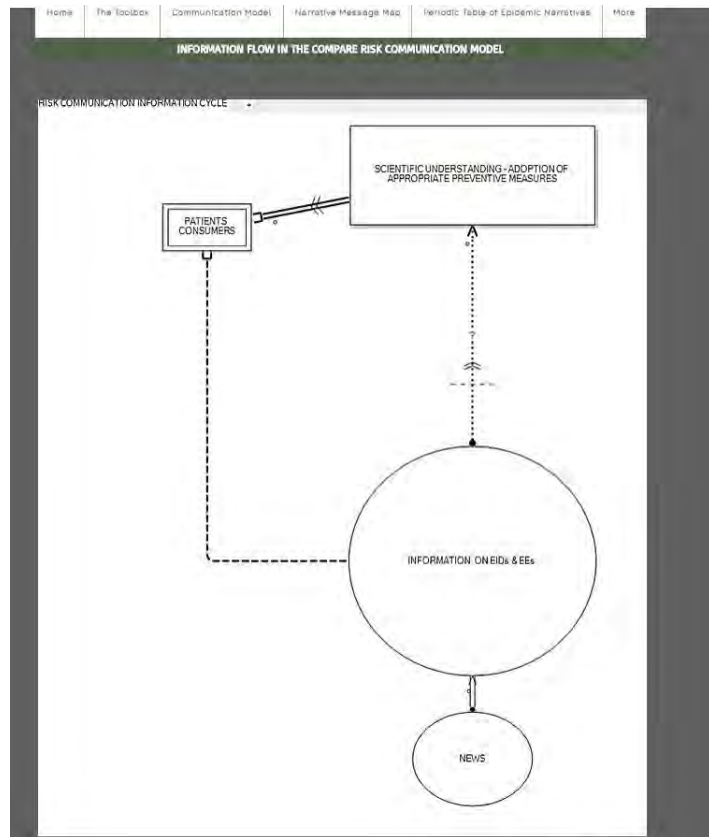 Home The Toolbox Communication Model Narrative Message Map Periodic Table of Epidemic Narratives More
INFORMATION FLOW IN THE COMPARE RISK COMMUNICATION MODEL
RISK COMMUNICATION INFORMATION CYCLE
SCIENTIFIC UNDERSTANDING - ADOPTION OF
APPROPRIATE PREVENTIVE MEASURES
PATIENTS
CONSUMERS
INFORMATION ON EIDs & EEs
NEWS